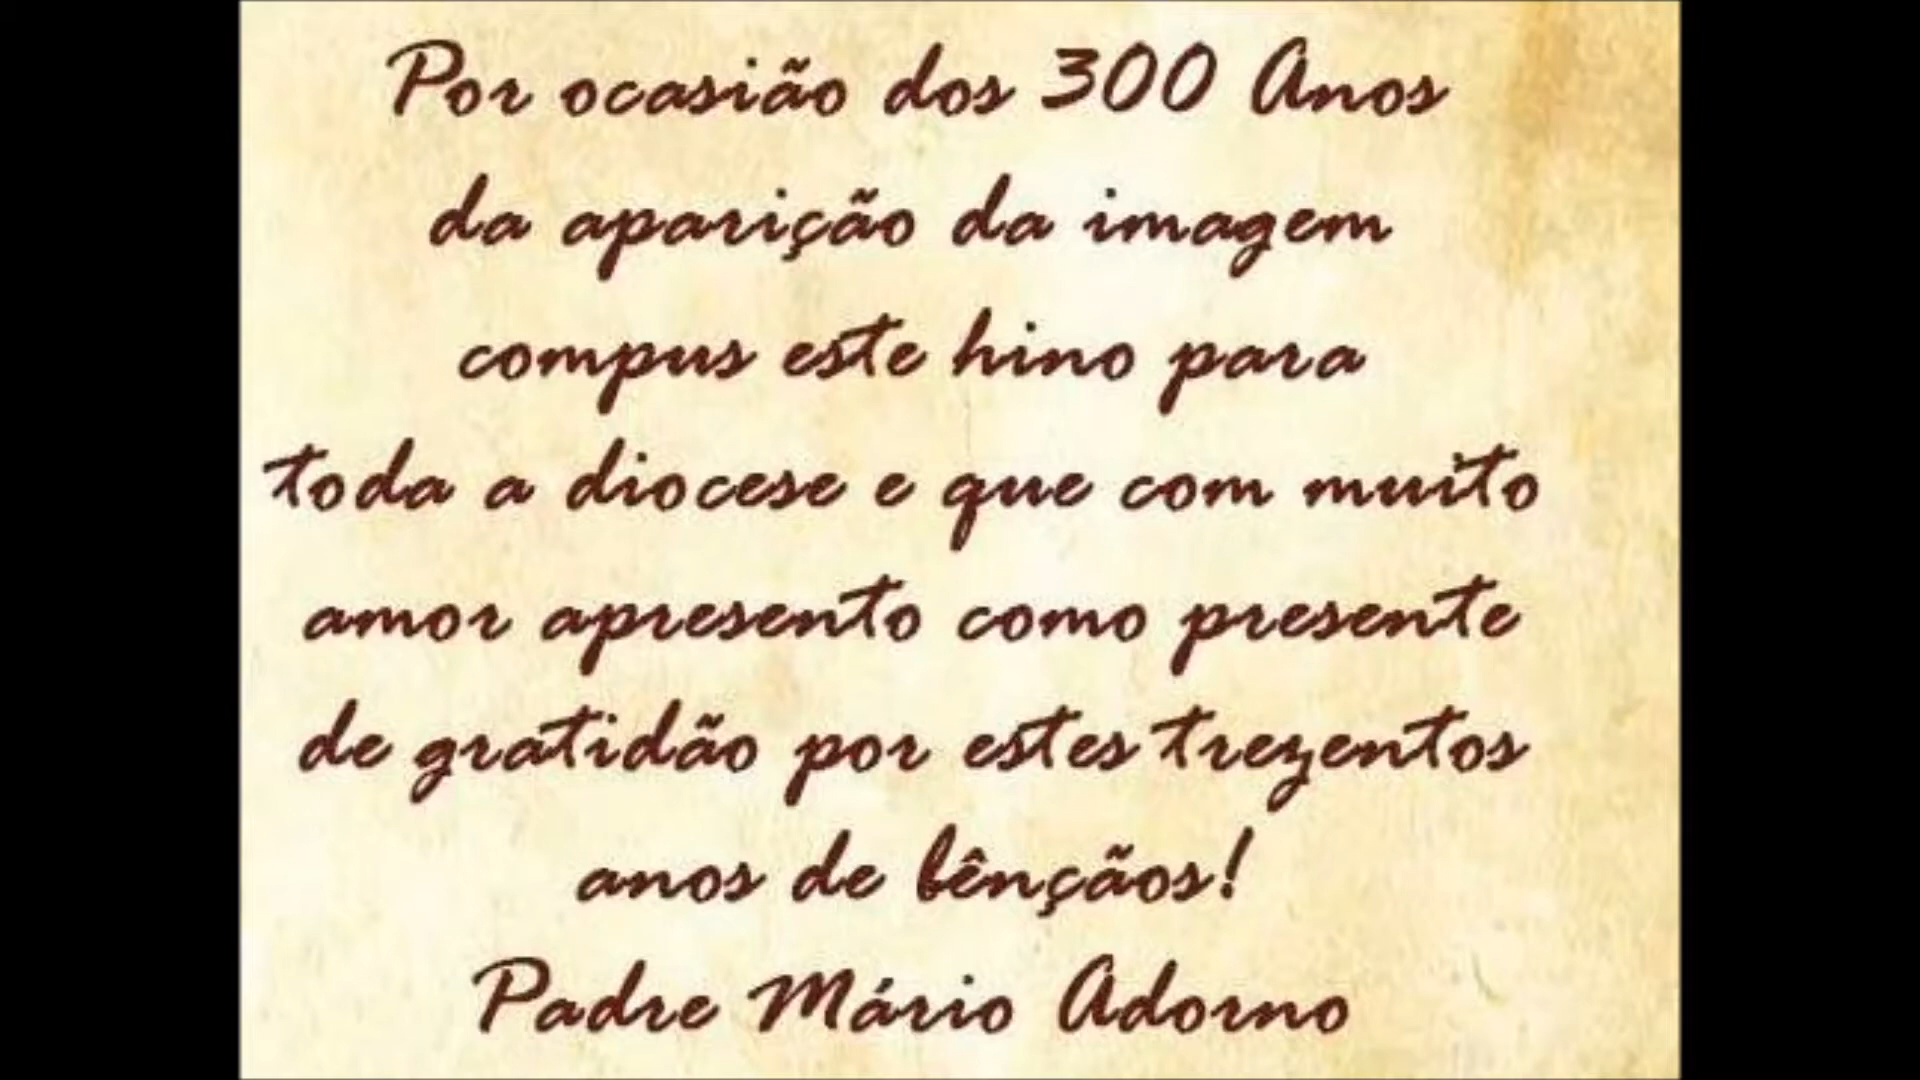 Por ocasião dos 300 Anos
da aparição da imagem
compus este hino para
toda a diocese e que com muito
amor apresento como presente
de gratidão por estes trezentos
anos de bênçãos!
Padre Mário Adorno